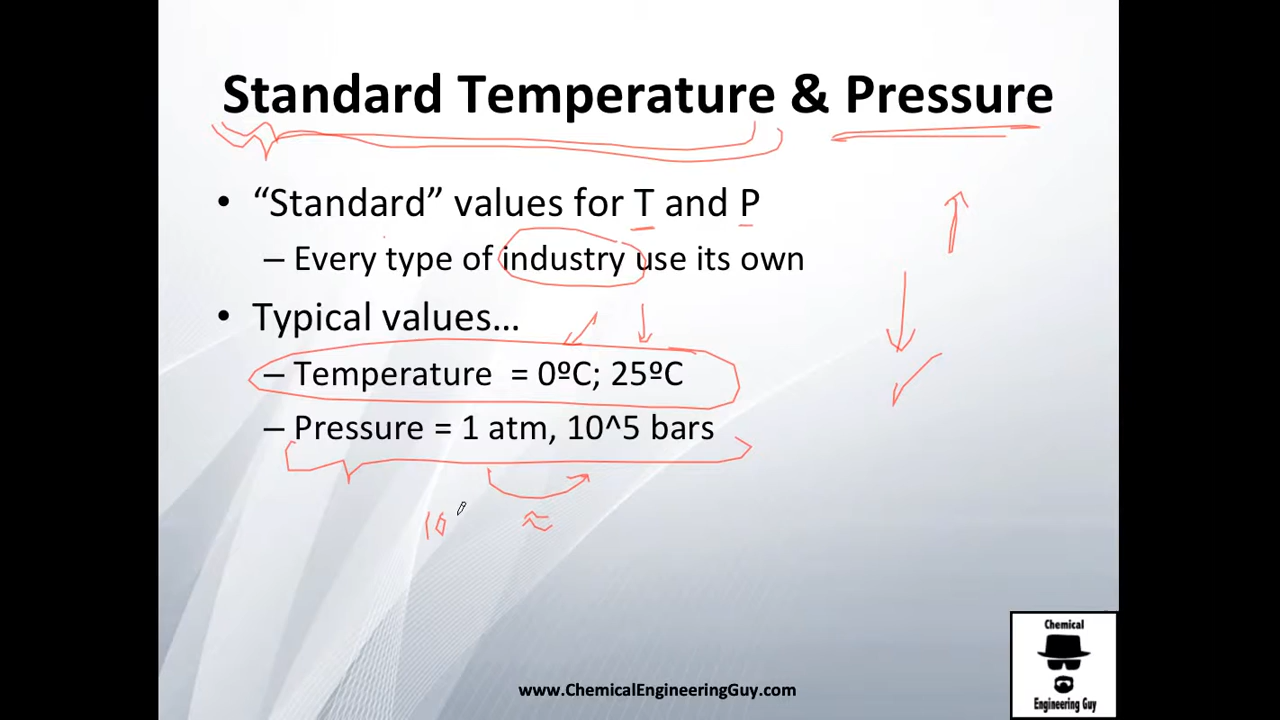 Standard Temperature & Pressure
• “Standard” values for T and P
– Every type of industry use its own
• Typical values…
– Temperature = 0ºC; 25ºC
– Pressure = 1 atm, 10^5 bars
10 ≈
Chemical
Engineering Guy
www.ChemicalEngineeringGuy.com